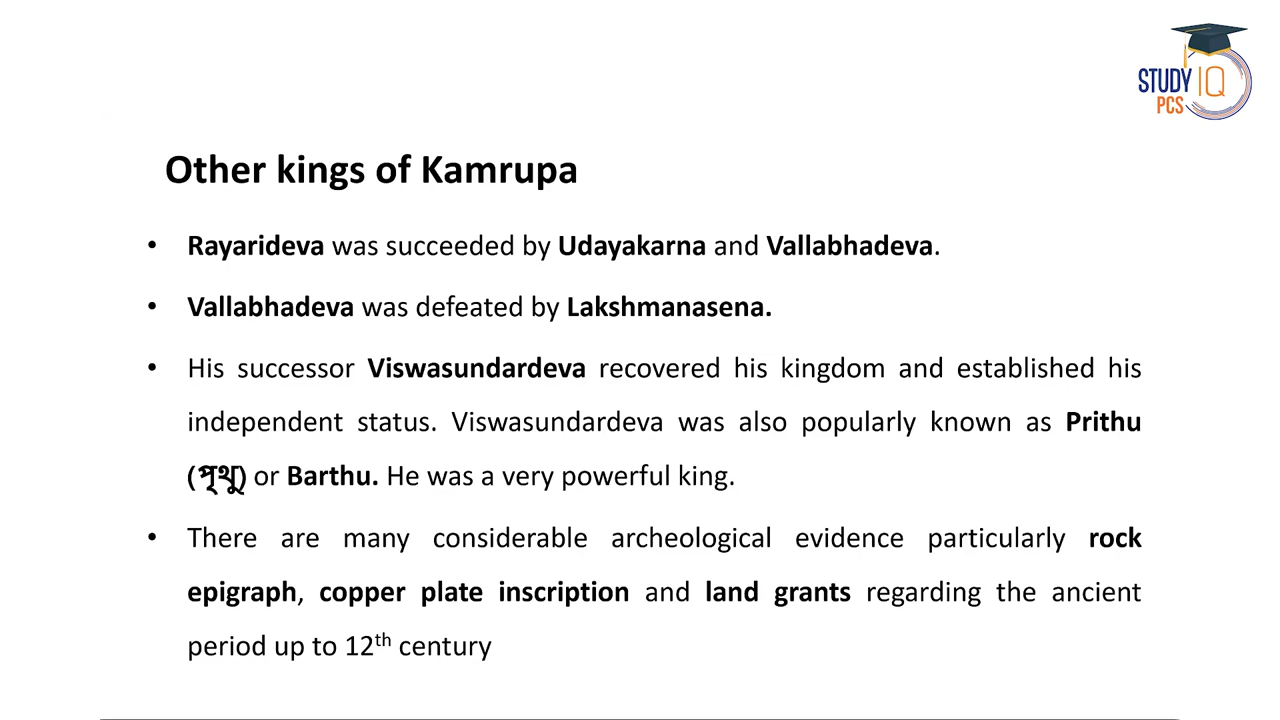 STUDY IQ
PCS
Other kings of Kamrupa
• Rayarideva was succeeded by Udayakarna and Vallabhadeva.
• Vallabhadeva was defeated by Lakshmanasena.
• His successor Viswasundardeva recovered his kingdom and established his
independent status. Viswasundardeva was also popularly known as Prithu
(পৃথু) or Barthu. He was a very powerful king.
• There are many considerable archeological evidence particularly rock
epigraph, copper plate inscription and land grants regarding the ancient
period up to 12th century